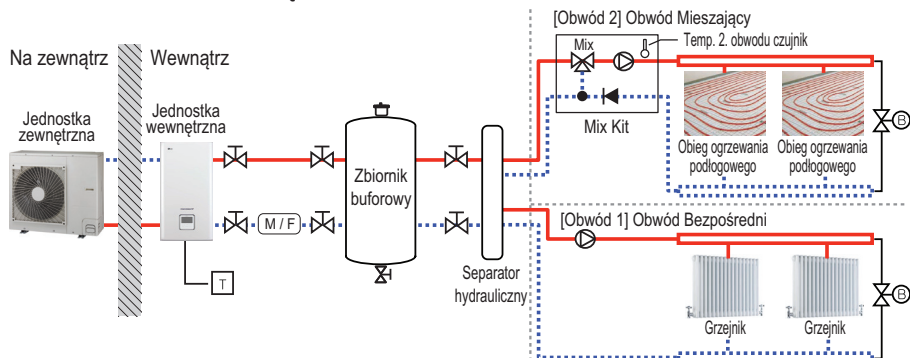 [Obwód 2] Obwód Mieszający
Mix
Temp. 2. obwodu czujnik
Na zewnątrz
Wewnątrz
Jednostka
zewnętrzna
Jednostka
wewnętrzna
Mix Kit
B
Obieg ogrzewania
podłogowego
Obieg ogrzewania
podłogowego
Zbiornik
buforowy
M / F
[Obwód 1] Obwód Bezpośredni
Separator
hydrauliczny
T
B
Grzejnik
Grzejnik